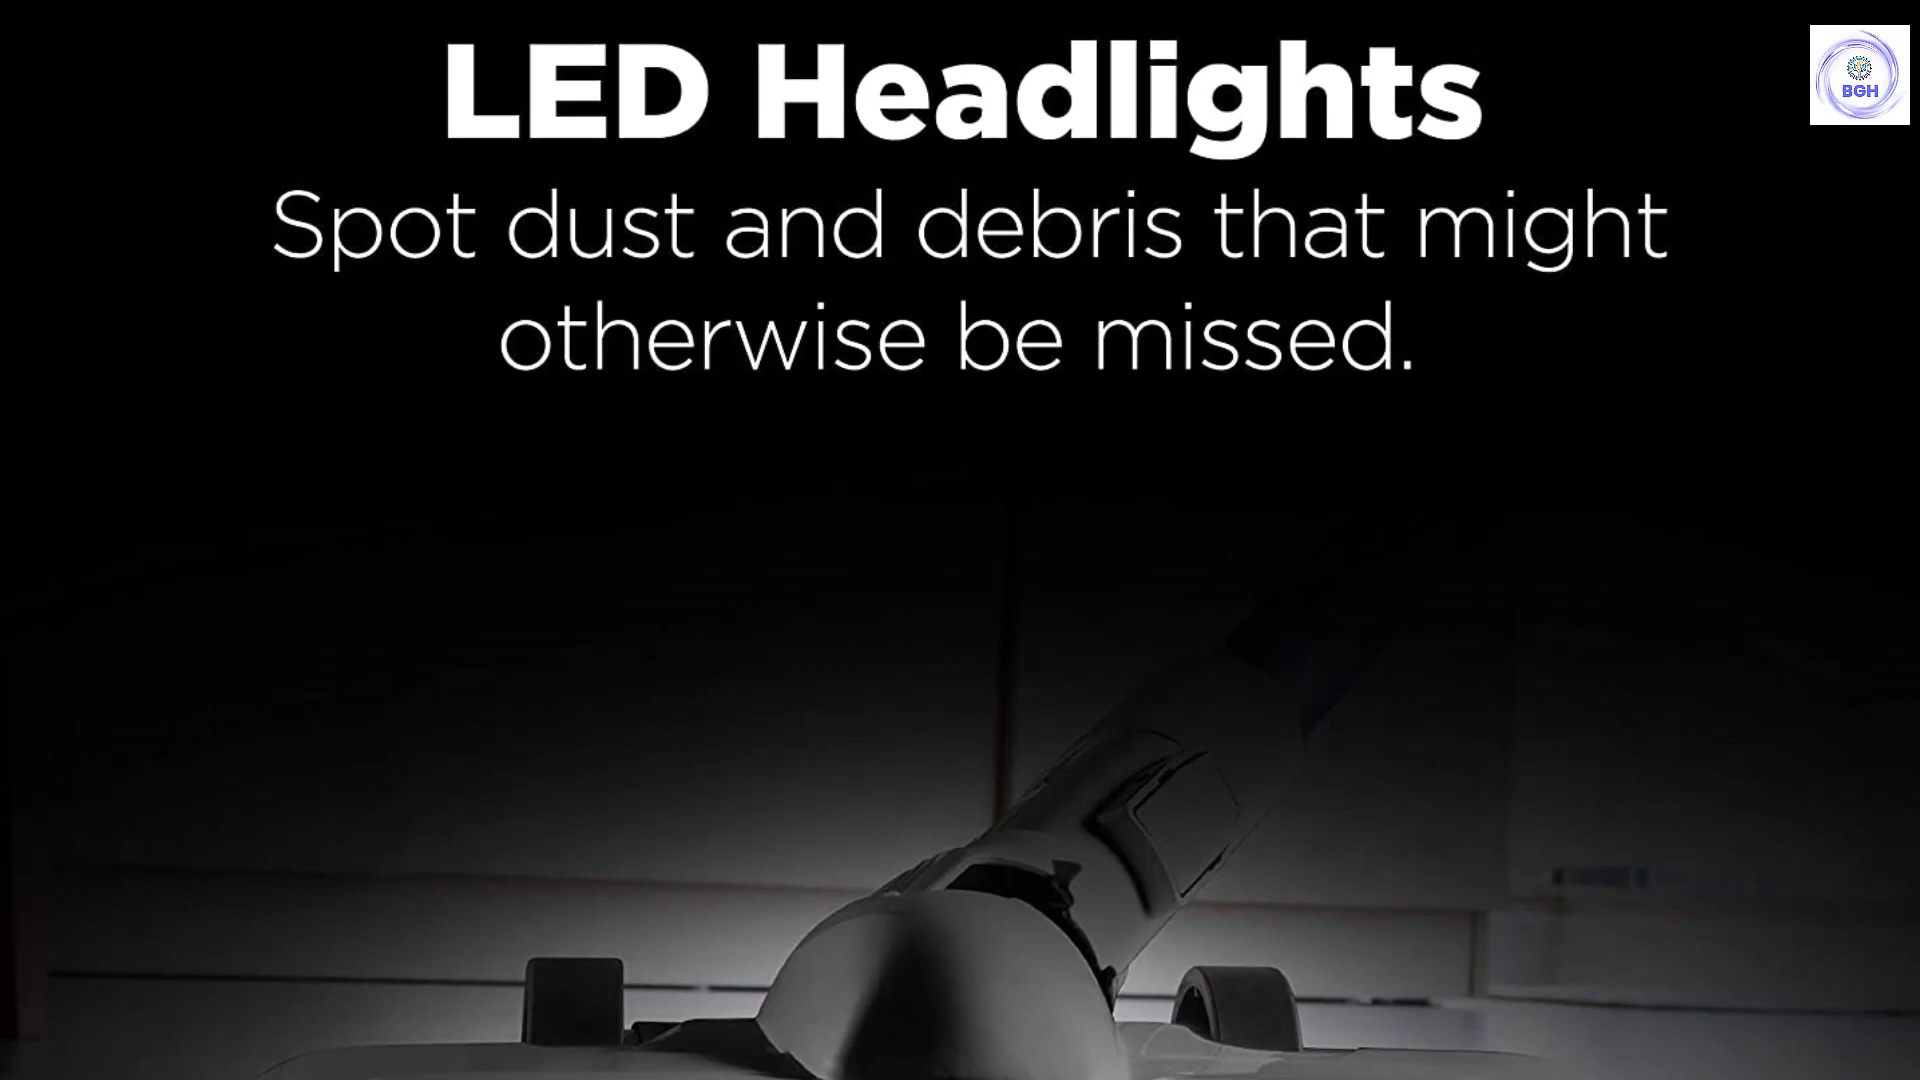 LED Headlights
Spot dust and debris that might
otherwise be missed.
BGH